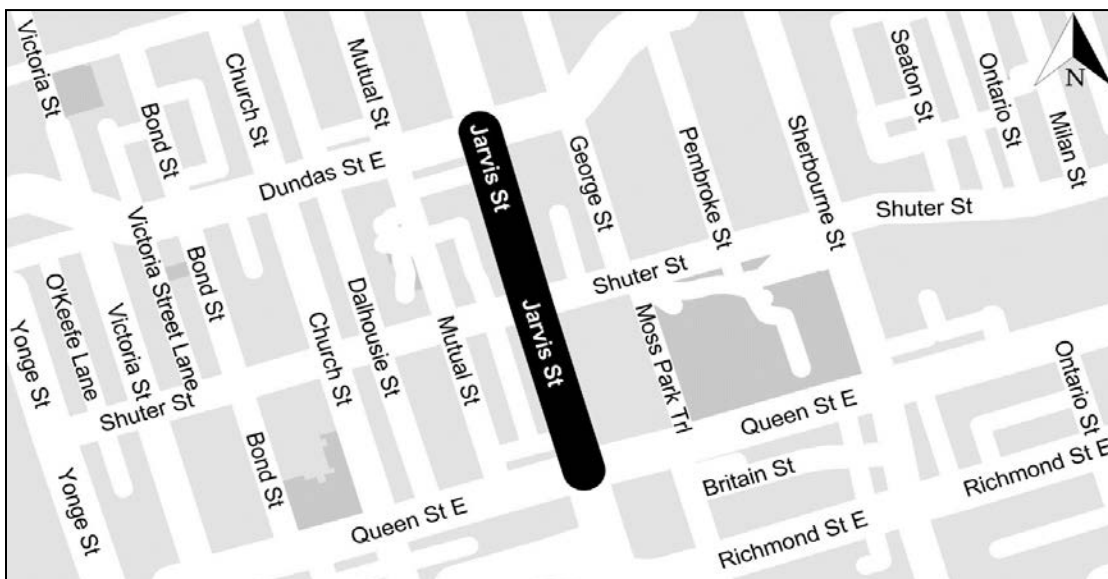 Victoria St
Bond St
Church St
Mutual St
Dundas St E
Jarvis St
George St
Pembroke St
Sherbourne St
Seaton St
Ontario St
Milan St
N
Shuter St
O'Keefe Lane
Yonge St
Victoria St
Victoria Street Lane
Bond St
Shuter St
Dalhousie St
Church St
Mutual St
Jarvis St
Shuter St
Moss Park Trl
Queen St E
Ontario St
Yonge St
Bond St
Queen St E
Britain St
Richmond St E
Richmond St E